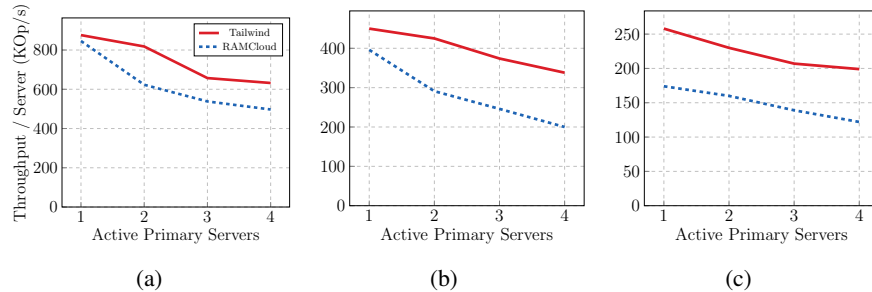 Throughput / Server (KOp/s)
800
600
400
200
0
Tailwind
RAMCloud
1 2 3 4
Active Primary Servers
(a)
400
300
200
100
0
1 2 3 4
Active Primary Servers
(b)
250
200
150
100
50
0
1 2 3 4
Active Primary Servers
(c)